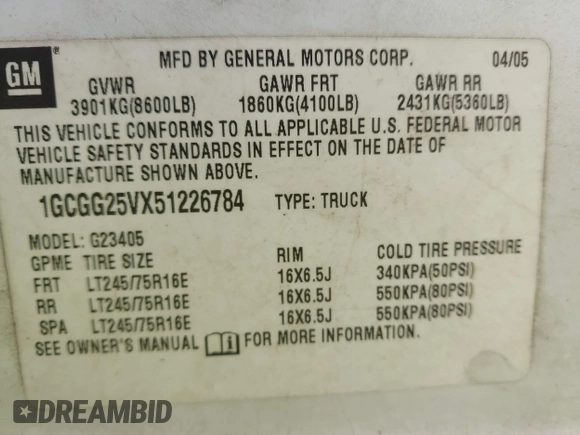 GM
®
MFD BY GENERAL MOTORS CORP. 04/05
GVWR GAWR FRT GAWR RR
3901KG(8600LB) 1860KG(4100LB) 2431KG(5360LB)
THIS VEHICLE CONFORMS TO ALL APPLICABLE U.S. FEDERAL MOTOR
VEHICLE SAFETY STANDARDS IN EFFECT ON THE DATE OF
MANUFACTURE SHOWN ABOVE.
1GCGG25VX51226784 TYPE: TRUCK
MODEL: G23405
GPME TIRE SIZE RIM COLD TIRE PRESSURE
FRT LT245/75R16E 16X6.5J 340KPA(50PSI)
RR LT245/75R16E 16X6.5J 550KPA(80PSI)
SPA LT245/75R16E 16X6.5J 550KPA(80PSI)
SEE OWNER'S MANUAL i FOR MORE INFORMATION.
DREAMBID